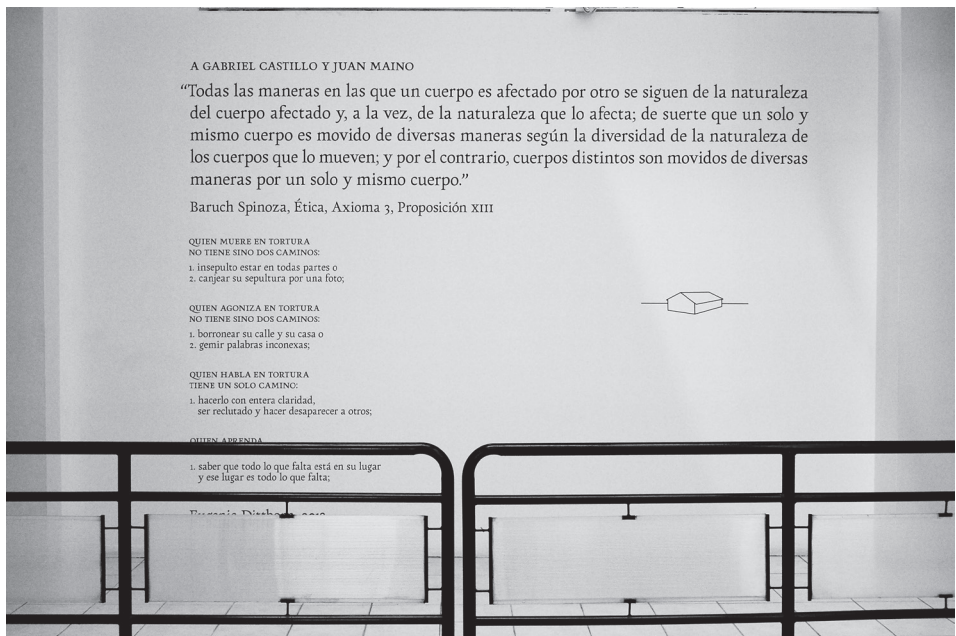 A GABRIEL CASTILLO Y JUAN MAINO
“Todas las maneras en las que un cuerpo es afectado por otro se siguen de la naturaleza
del cuerpo afectado y, a la vez, de la naturaleza que lo afecta; de suerte que un solo y
mismo cuerpo es movido de diversas maneras según la diversidad de la naturaleza de
los cuerpos que lo mueven; y por el contrario, cuerpos distintos son movidos de diversas
maneras por un solo y mismo cuerpo.”
Baruch Spinoza, Ética, Axioma 3, Proposición XIII
QUIEN MUERE EN TORTURA
NO TIENE SINO DOS CAMINOS:
1. insepulto estar en todas partes o
2. canjear su sepultura por una foto;
QUIEN AGONIZA EN TORTURA
NO TIENE SINO DOS CAMINOS:
1. borronear su calle y su casa o
2. gemir palabras inconexas;
QUIEN HABLA EN TORTURA
TIENE UN SOLO CAMINO:
1. hacerlo con entera claridad,
ser reclutado y hacer desaparecer a otros;
QUIEN APRENDA
1. saber que todo lo que falta está en su lugar
y ese lugar es todo lo que falta;